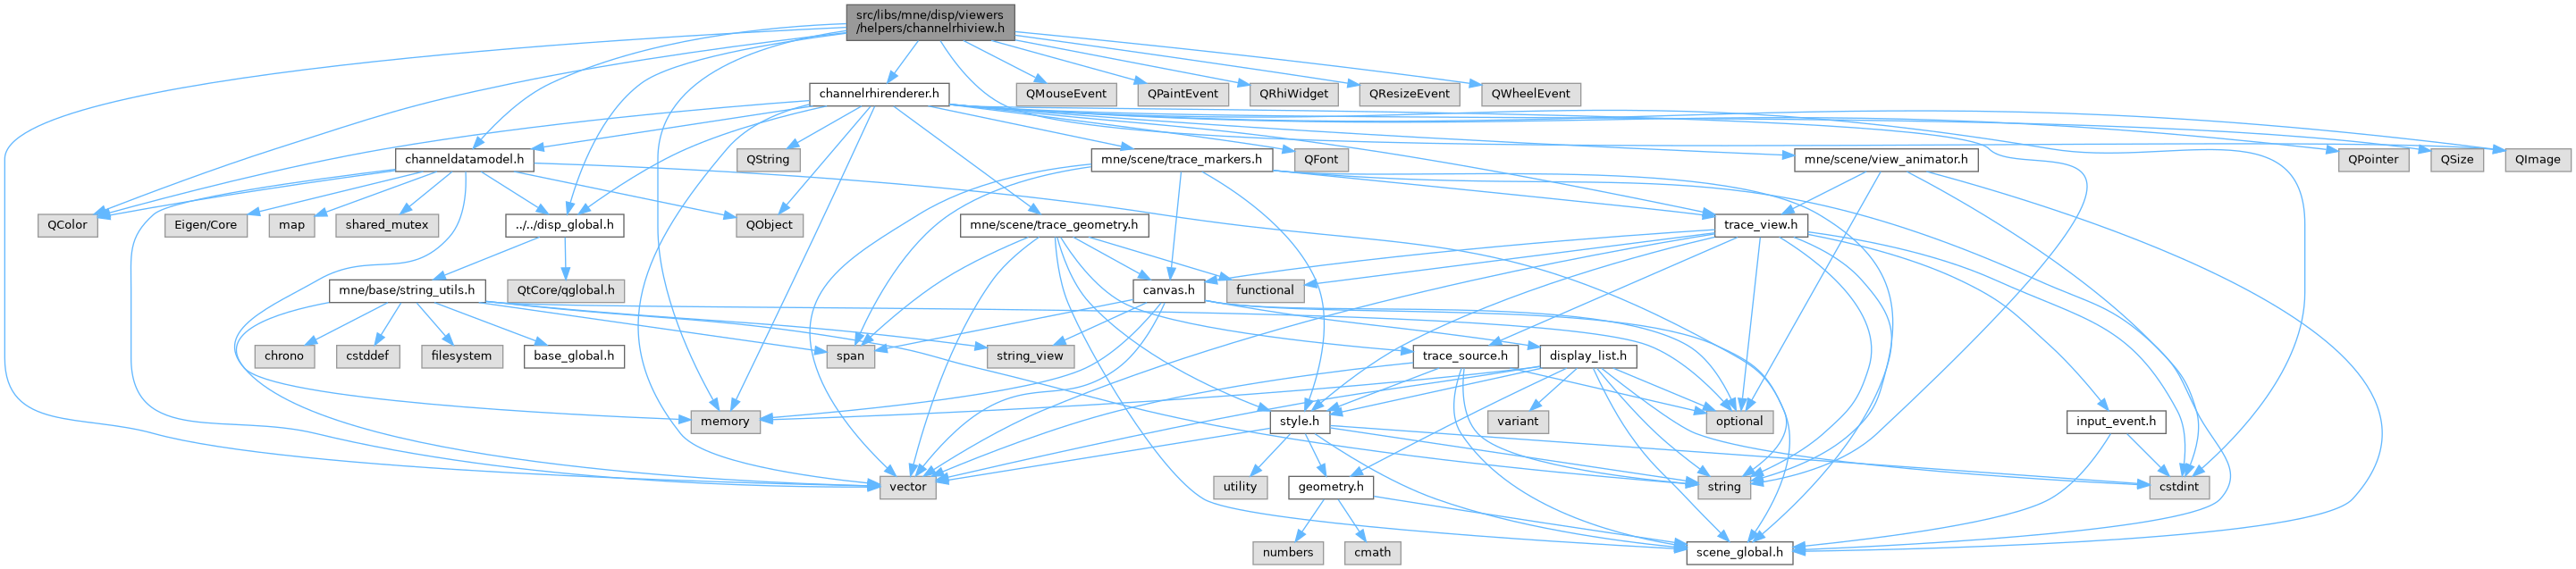 src/libs/mne/disp/viewers
/helpers/channelrhiview.h
channelrhirenderer.h
QMouseEvent
QPaintEvent
QRhiWidget
QResizeEvent
QWheelEvent
channeldatamodel.h
QString
mne/scene/trace_markers.h
QFont
mne/scene/view_animator.h
QPointer
QSize
QImage
QColor
Eigen/Core
map
shared_mutex
../../disp_global.h
QObject
mne/scene/trace_geometry.h
trace_view.h
mne/base/string_utils.h
QtCore/qglobal.h
canvas.h
functional
chrono
cstddef
filesystem
base_global.h
span
string_view
trace_source.h
display_list.h
memory
style.h
variant
optional
input_event.h
vector
utility
geometry.h
string
cstdint
numbers
cmath
scene_global.h